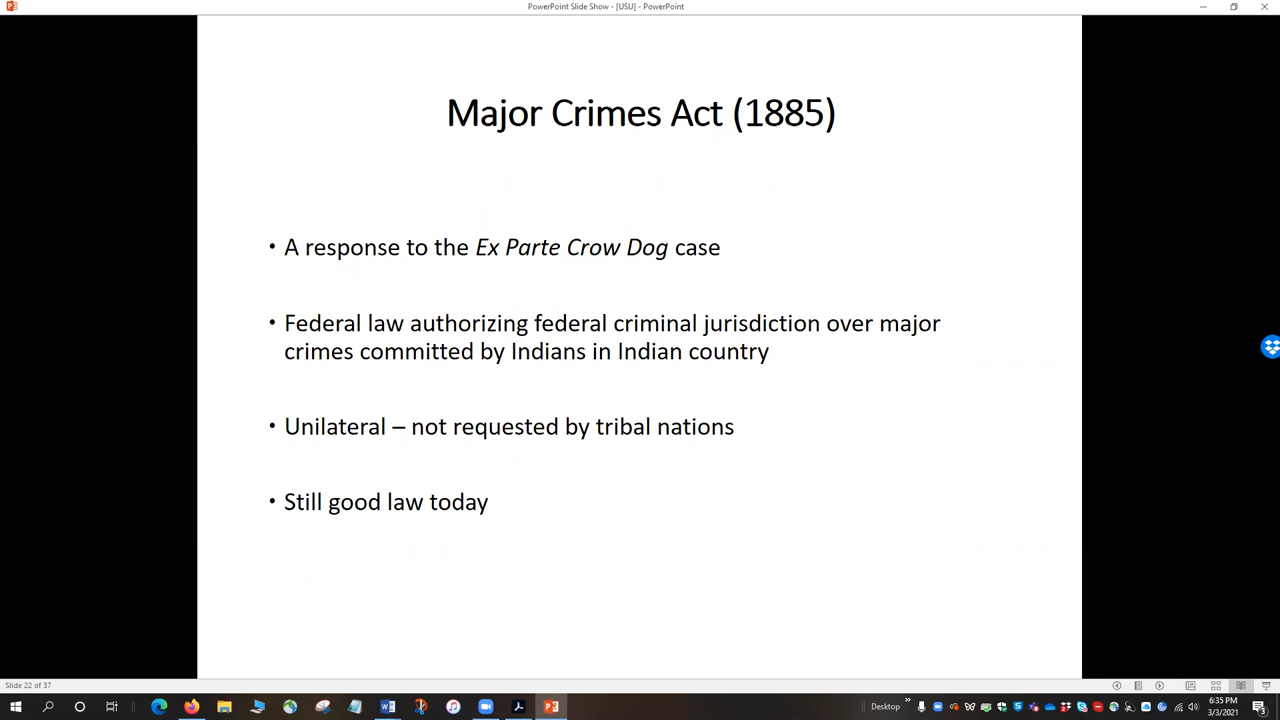 PowerPoint Slide Show - [USU] - PowerPoint
Major Crimes Act (1885)
• A response to the Ex Parte Crow Dog case
• Federal law authorizing federal criminal jurisdiction over major
crimes committed by Indians in Indian country
• Unilateral – not requested by tribal nations
• Still good law today
Slide 22 of 37
Desktop
6:35 PM
3/3/2021